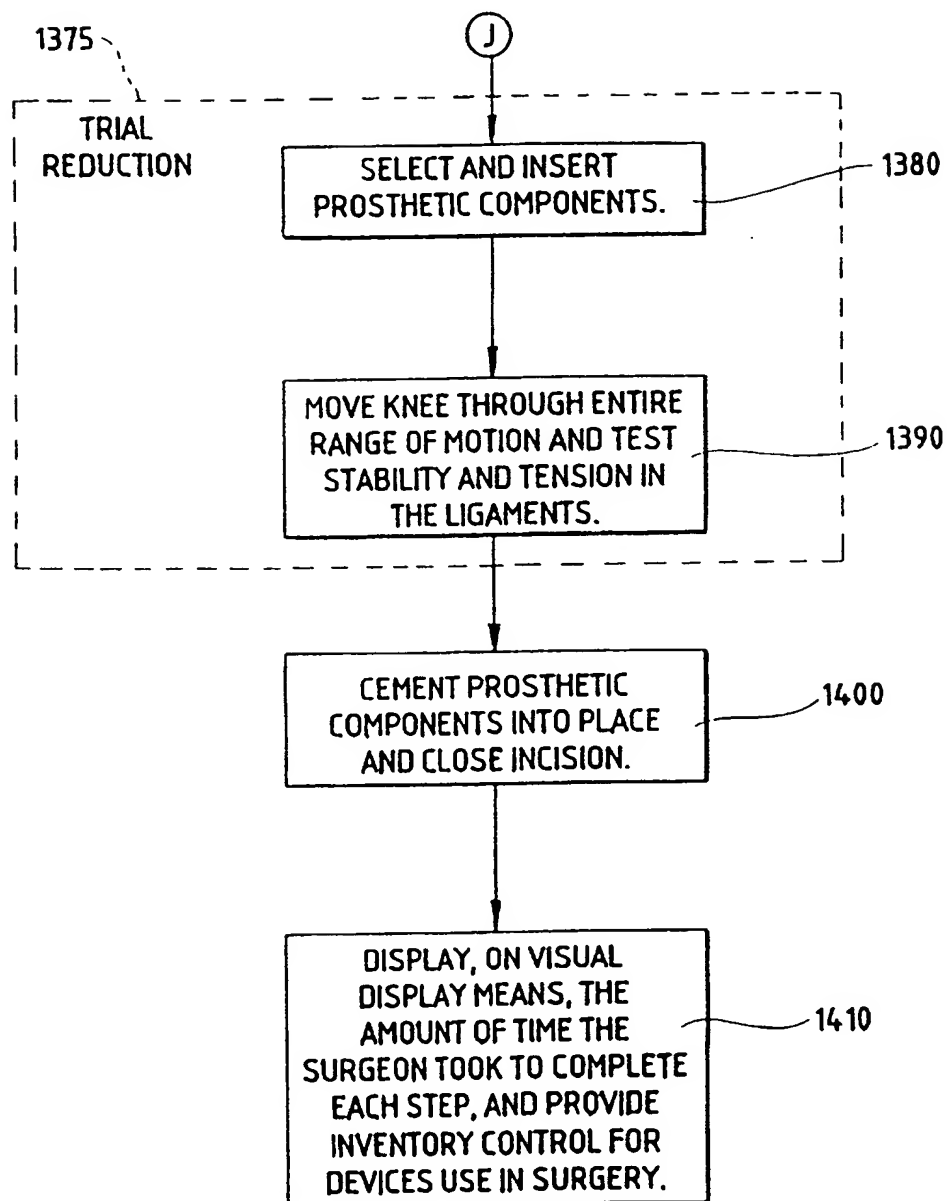 J
1375
TRIAL
REDUCTION
SELECT AND INSERT
PROSTHETIC COMPONENTS.
1380
MOVE KNEE THROUGH ENTIRE
RANGE OF MOTION AND TEST
STABILITY AND TENSION IN
THE LIGAMENTS.
1390
CEMENT PROSTHETIC
COMPONENTS INTO PLACE
AND CLOSE INCISION.
1400
DISPLAY, ON VISUAL
DISPLAY MEANS, THE
AMOUNT OF TIME THE
SURGEON TOOK TO COMPLETE
EACH STEP, AND PROVIDE
INVENTORY CONTROL FOR
DEVICES USE IN SURGERY.
1410